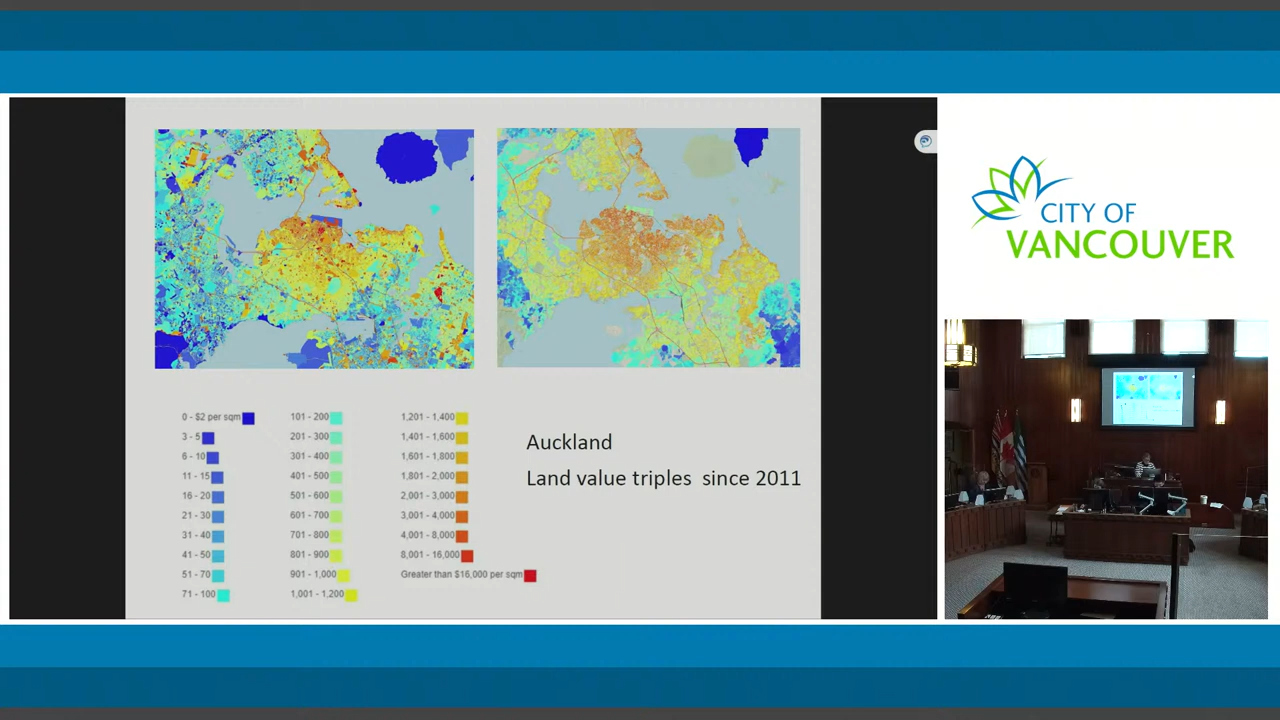 CITY OF
VANCOUVER
0 - $2 per sqm
3 - 5
6 - 10
11 - 15
16 - 20
21 - 30
31 - 40
41 - 50
51 - 70
71 - 100
101 - 200
201 - 300
301 - 400
401 - 500
501 - 600
601 - 700
701 - 800
801 - 900
901 - 1,000
1,001 - 1,200
1,201 - 1,400
1,401 - 1,600
1,601 - 1,800
1,801 - 2,000
2,001 - 3,000
3,001 - 4,000
4,001 - 8,000
8,001 - 16,000
Greater than $16,000 per sqm
Auckland
Land value triples since 2011